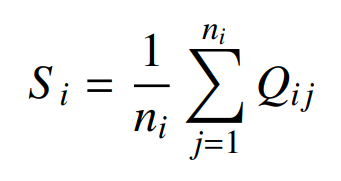 S_i = \frac{1}{n_i} \sum_{j=1}^{n_i} Q_{ij}